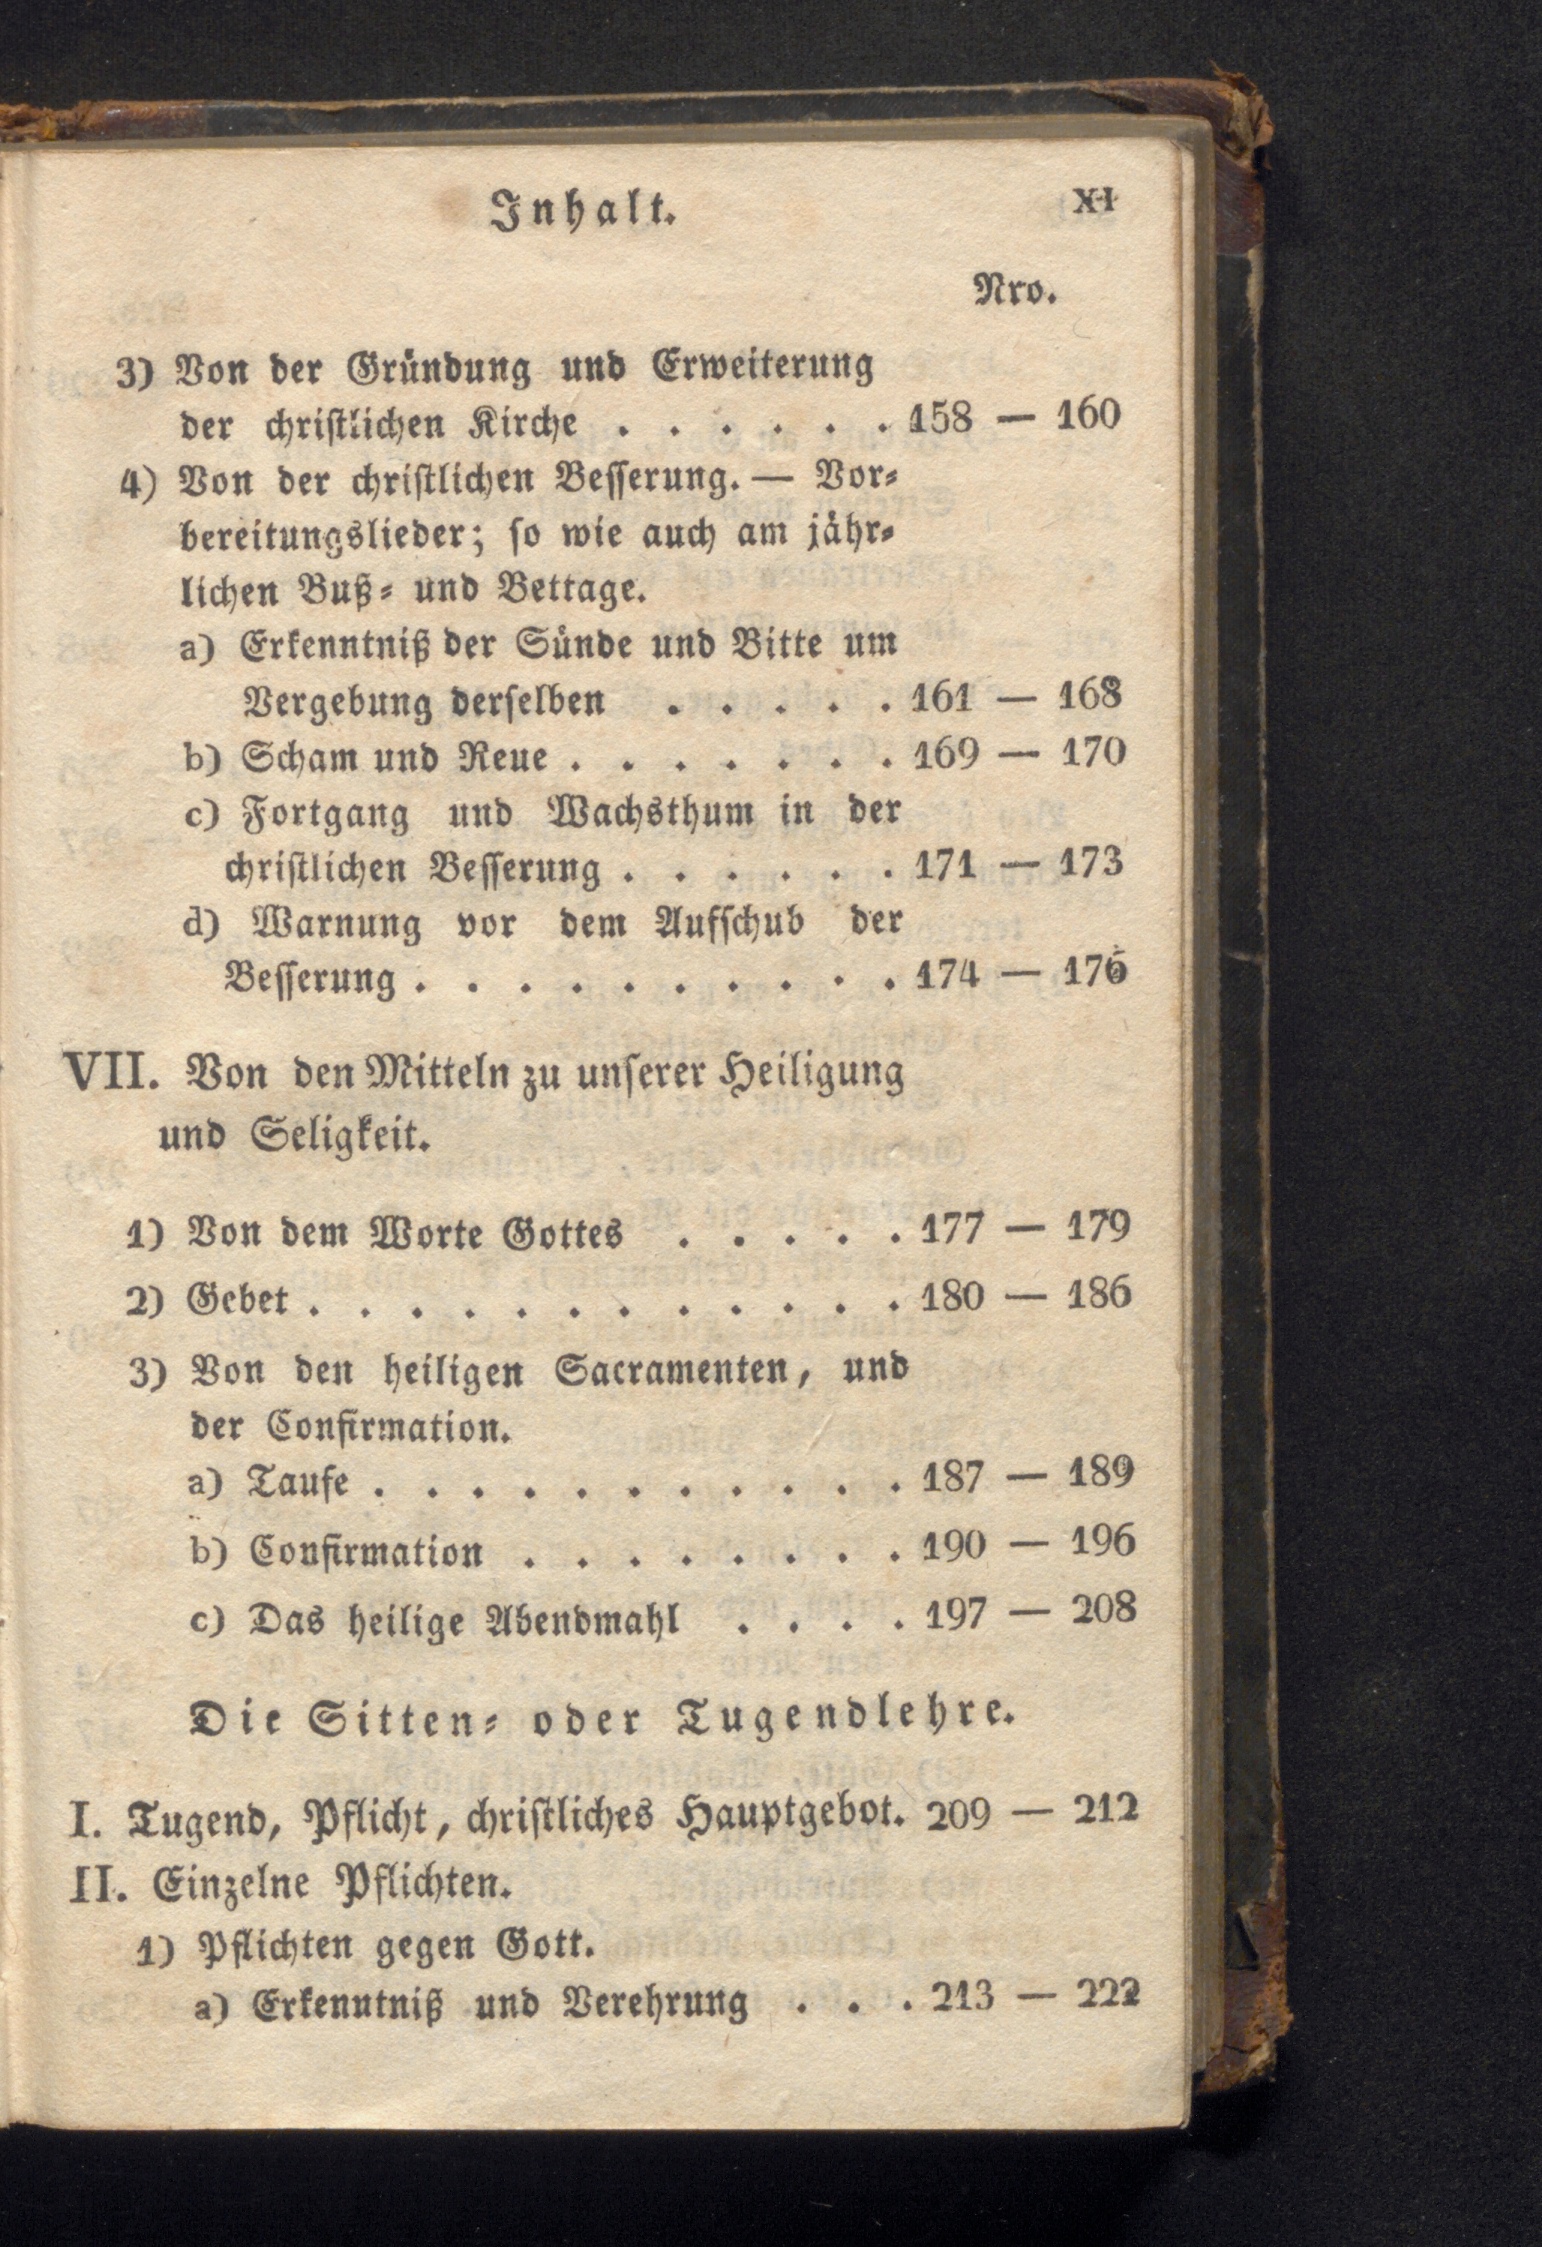 Inhalt. XI
Nro.
3) Von der Gründung und Erweiterung
der christlichen Kirche . . . . . . 158 — 160
4) Von der christlichen Besserung. — Vor-
bereitungslieder; so wie auch am jähr-
lichen Buß- und Bettage.
a) Erkenntniß der Sünde und Bitte um
Vergebung derselben . . . . . 161 — 168
b) Scham und Reue . . . . . . . 169 — 170
c) Fortgang und Wachsthum in der
christlichen Besserung . . . . . . 171 — 173
d) Warnung vor dem Aufschub der
Besserung . . . . . . . . . . 174 — 176
VII. Von den Mitteln zu unserer Heiligung
und Seligkeit.
1) Von dem Worte Gottes . . . . . 177 — 179
2) Gebet . . . . . . . . . . . . 180 — 186
3) Von den heiligen Sacramenten, und
der Confirmation.
a) Taufe . . . . . . . . . . . 187 — 189
b) Confirmation . . . . . . . . 190 — 196
c) Das heilige Abendmahl . . . . 197 — 208
Die Sitten- oder Tugendlehre.
I. Tugend, Pflicht, christliches Hauptgebot. 209 — 212
II. Einzelne Pflichten.
1) Pflichten gegen Gott.
a) Erkenntniß und Verehrung . . . 213 — 222